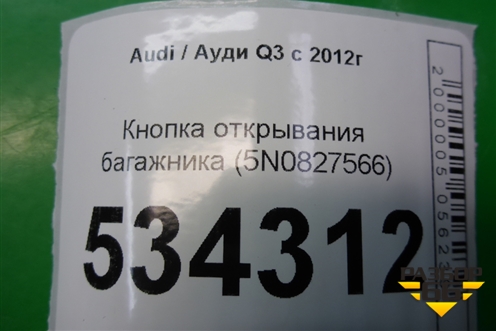 Audi / Ауди Q3 с 2012г
Кнопка открывания
багажника (5N0827566)
534312